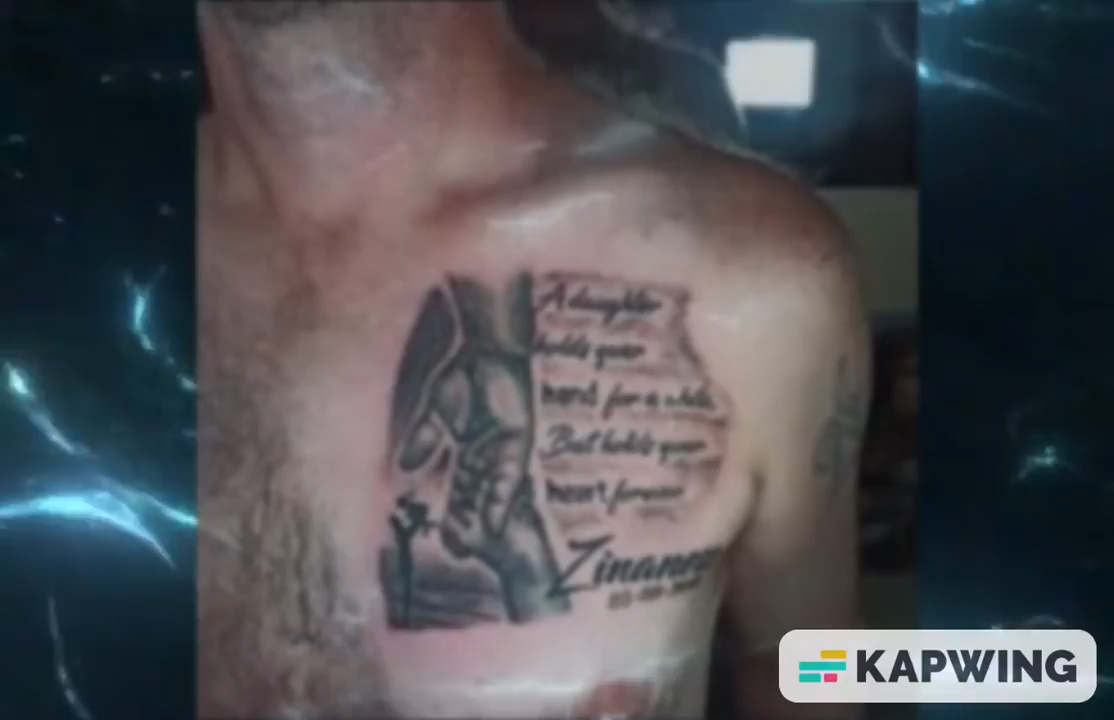 A daughter
holds your
hand for a while
But holds your
heart forever
KAPWING